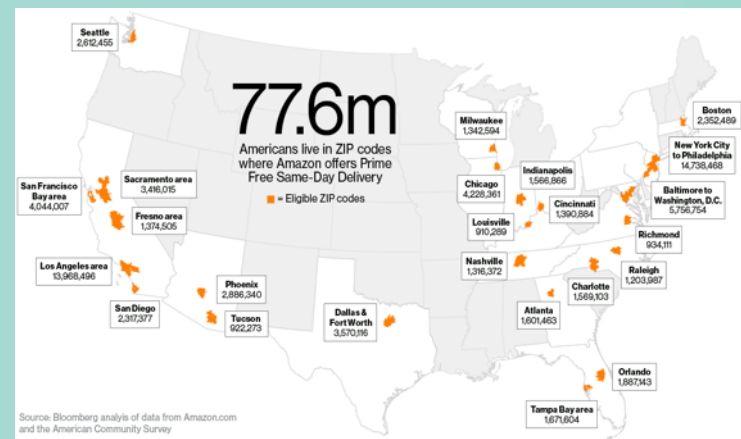 77.6m
Americans live in ZIP codes
where Amazon offers Prime
Free Same-Day Delivery
= Eligible ZIP codes
Seattle
2,612,455
Sacramento area
3,416,015
San Francisco
Bay area
4,044,007
Fresno area
1,374,505
Los Angeles area
13,968,496
San Diego
2,317,377
Phoenix
2,886,340
Tucson
922,273
Dallas &
Fort Worth
3,570,116
Milwaukee
1,342,594
Chicago
4,228,361
Indianapolis
1,566,866
Cincinnati
1,390,884
Louisville
910,289
Nashville
1,316,372
Atlanta
1,601,463
Charlotte
1,569,103
Raleigh
1,203,987
Richmond
934,111
Baltimore to
Washington, D.C.
5,756,754
New York City
to Philadelphia
14,738,468
Boston
2,352,489
Orlando
1,887,143
Tampa Bay area
1,671,604
Source: Bloomberg analyis of data from Amazon.com
and the American Community Survey